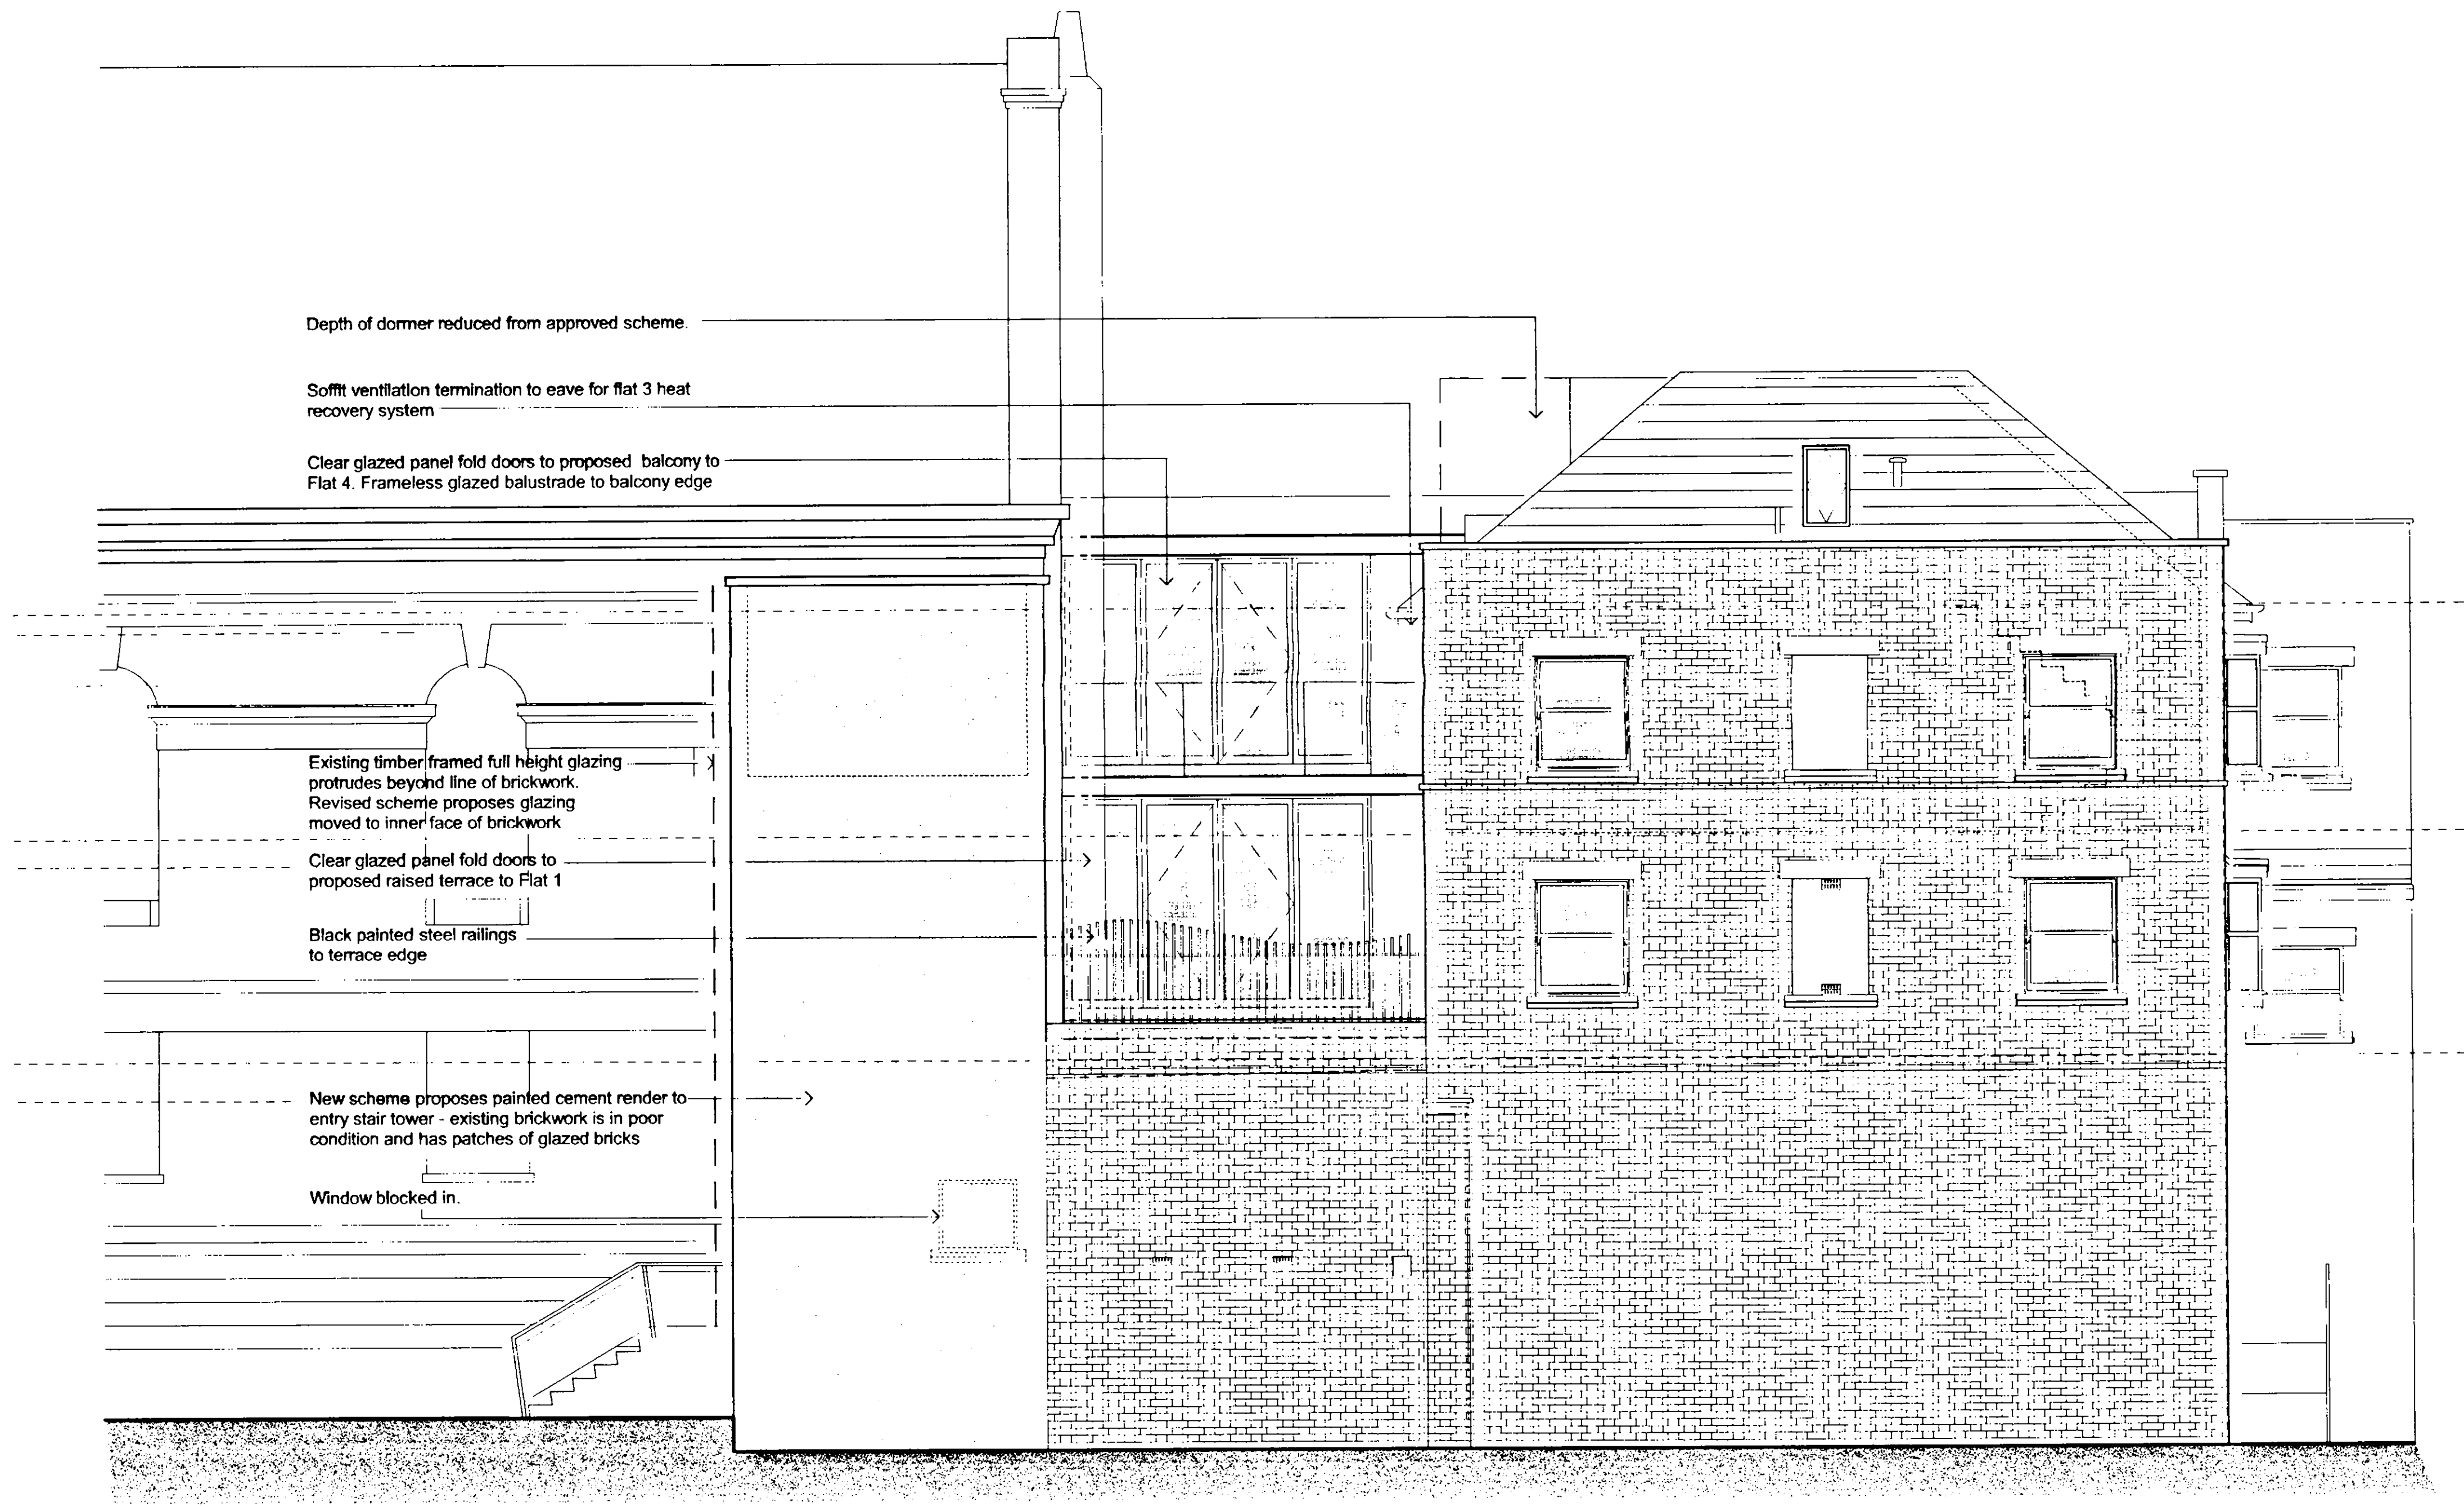 Depth of dormer reduced from approved scheme.
Soffit ventilation termination to eave for flat 3 heat
recovery system
Clear glazed panel fold doors to proposed balcony to
Flat 4. Frameless glazed balustrade to balcony edge
Existing timber framed full height glazing
protrudes beyond line of brickwork.
Revised scheme proposes glazing
moved to inner face of brickwork
Clear glazed panel fold doors to
proposed raised terrace to Flat 1
Black painted steel railings
to terrace edge
New scheme proposes painted cement render to
entry stair tower - existing brickwork is in poor
condition and has patches of glazed bricks
Window blocked in.